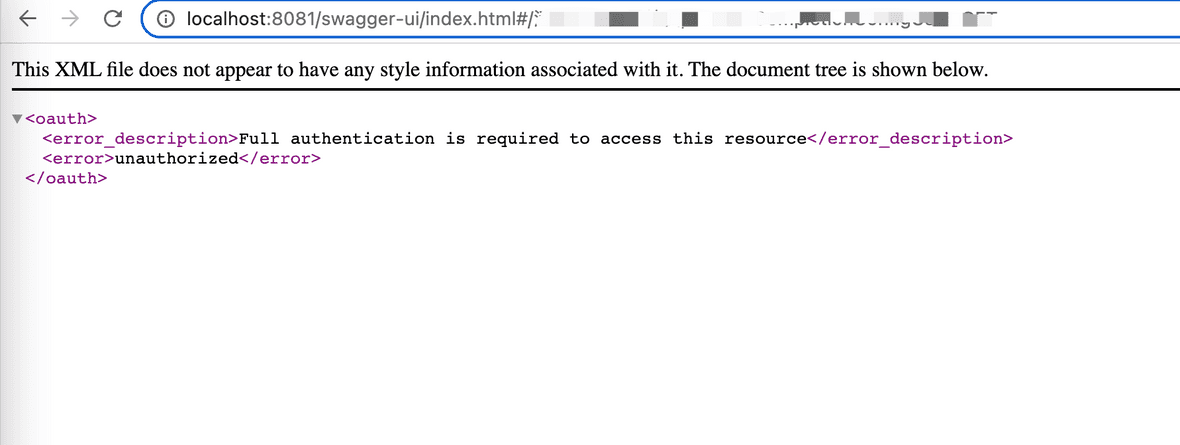 localhost:8081/swagger-ui/index.html#/
This XML file does not appear to have any style information associated with it. The document tree is shown below.
▼<oauth>
<error_description>Full authentication is required to access this resource</error_description>
<error>unauthorized</error>
</oauth>